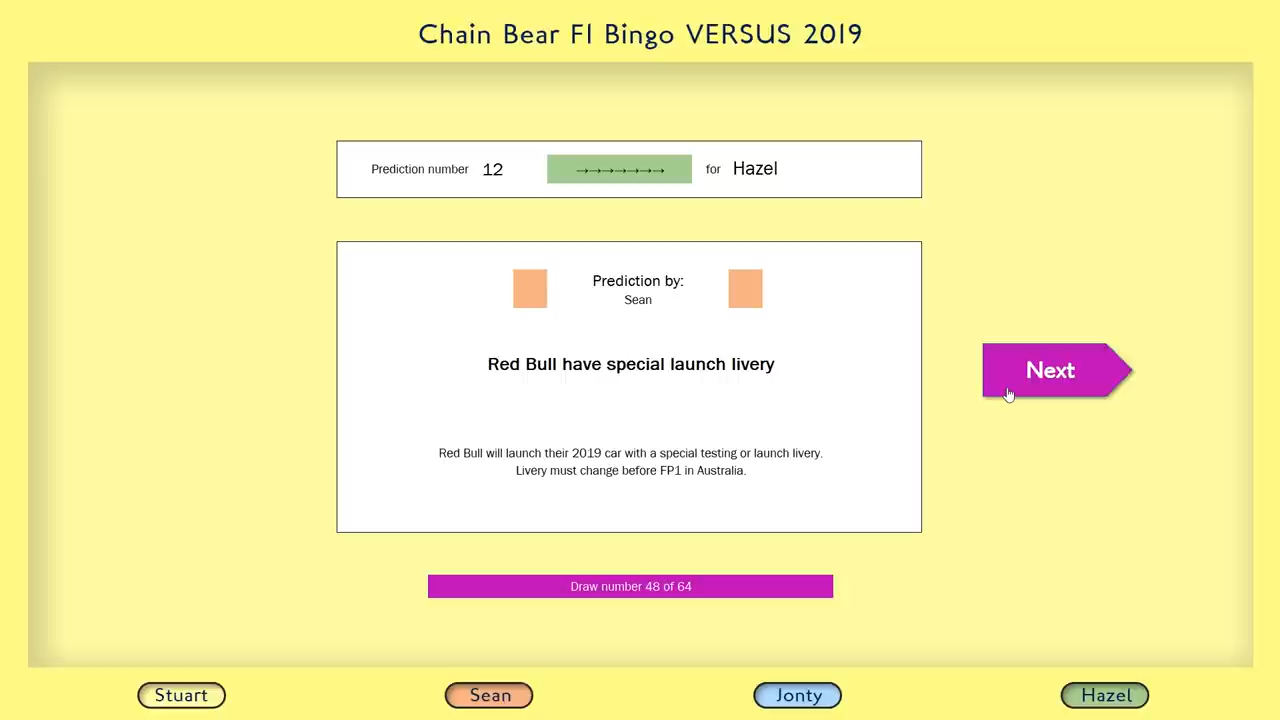 Chain Bear F1 Bingo VERSUS 2019
Prediction number 12 →→→→→→→ for Hazel
Prediction by:
Sean
Red Bull have special launch livery
Next
Red Bull will launch their 2019 car with a special testing or launch livery.
Livery must change before FP1 in Australia.
Draw number 48 of 64
Stuart Sean Jonty Hazel